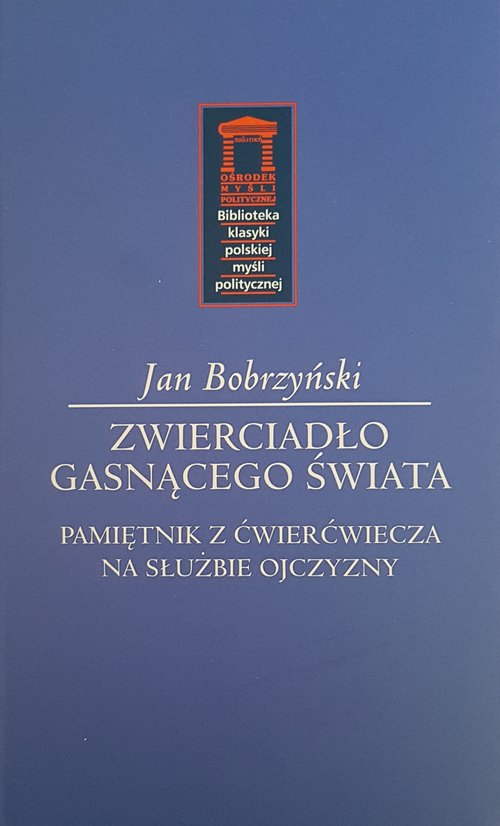 OŚRODEK
MYŚLI
POLITYCZNEJ
Biblioteka
klasyki
polskiej
myśli
politycznej
Jan Bobrzyński
ZWIERCIADŁO
GASNĄCEGO ŚWIATA
PAMIĘTNIK Z ĆWIERĆWIECZA
NA SŁUŻBIE OJCZYZNY